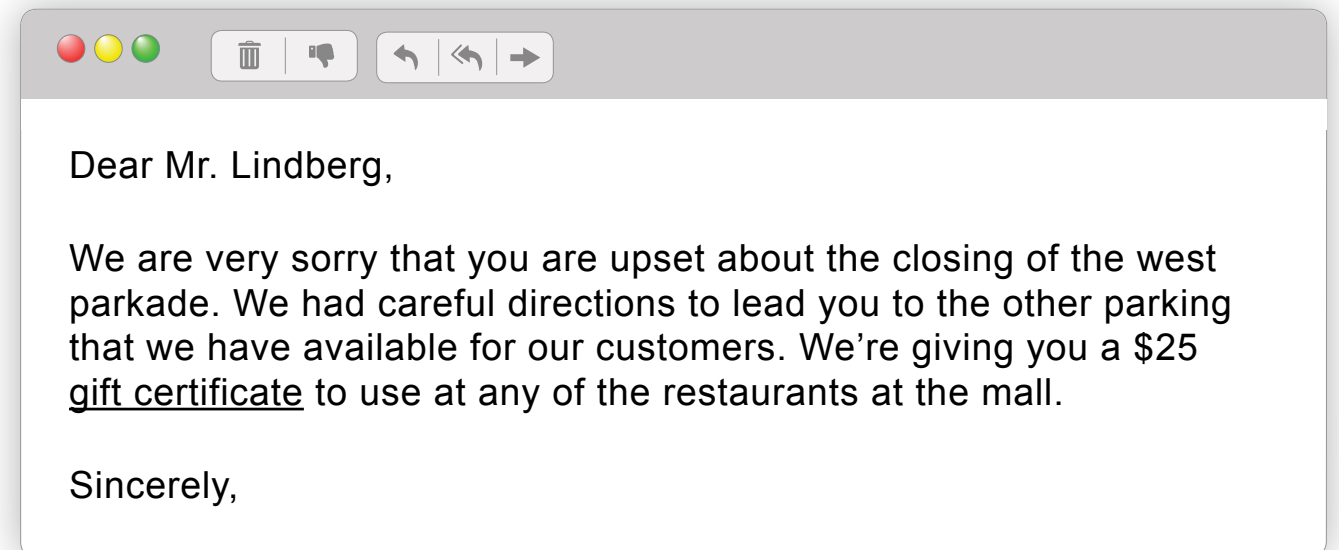 Dear Mr. Lindberg,
We are very sorry that you are upset about the closing of the west
parkade. We had careful directions to lead you to the other parking
that we have available for our customers. We’re giving you a $25
gift certificate to use at any of the restaurants at the mall.
Sincerely,